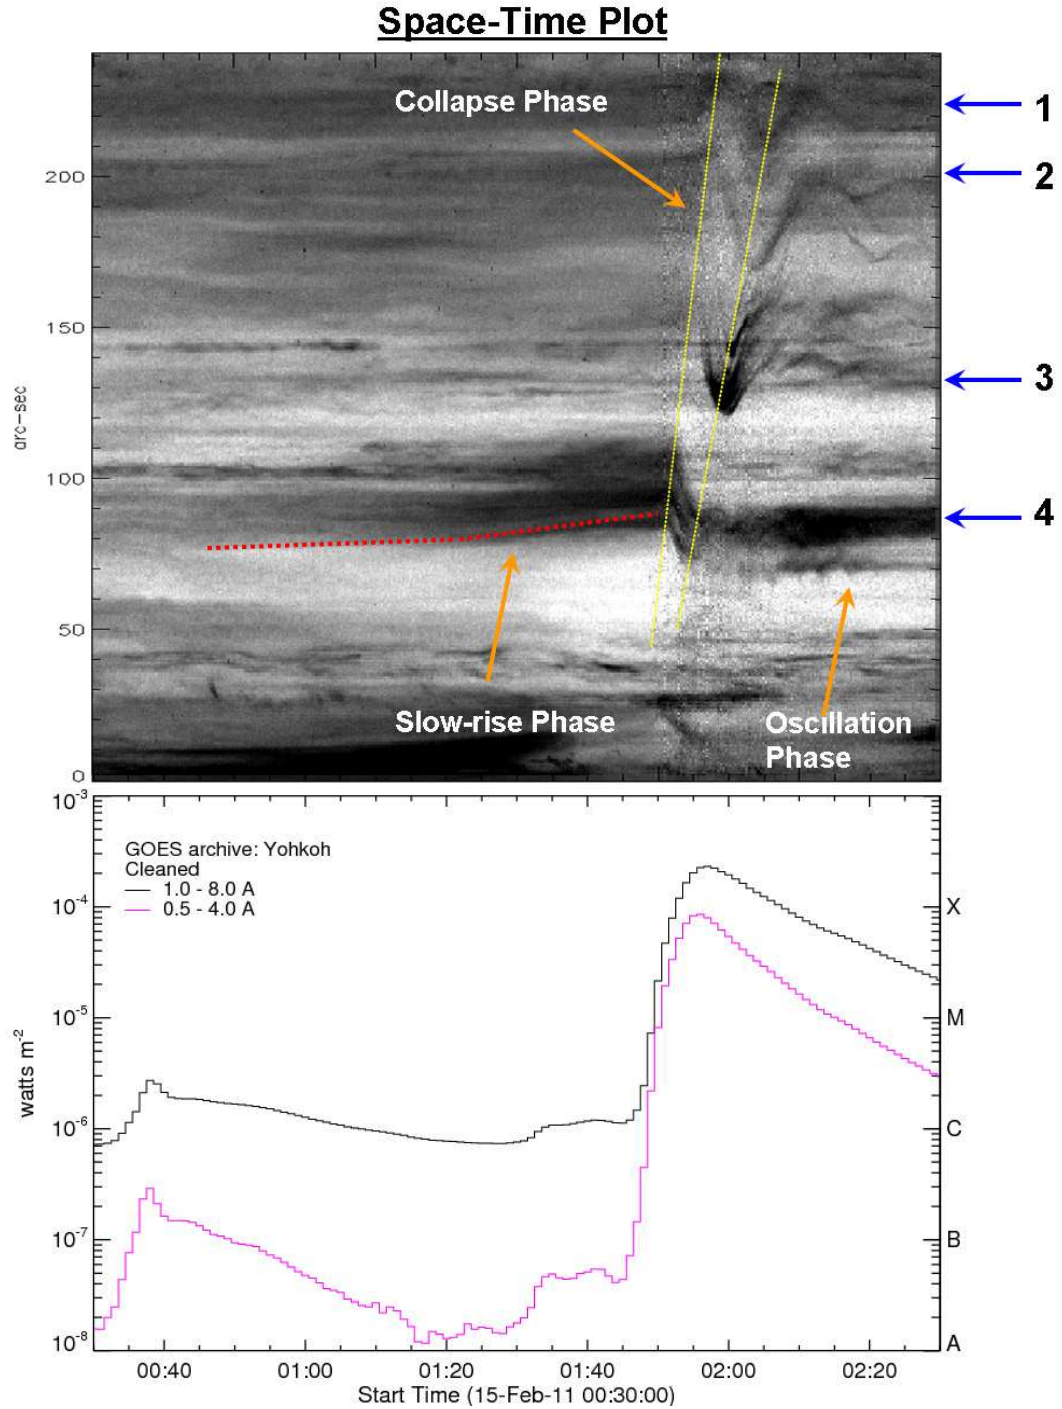 Space-Time Plot
Collapse Phase
1
2
3
4
200
150
100
50
0
arc-sec
Slow-rise Phase
Oscillation
Phase
10-3
10-4
10-5
10-6
10-7
10-8
watts m-2
GOES archive: Yohkoh
Cleaned
1.0 - 8.0 A
0.5 - 4.0 A
X
M
C
B
A
00:40 01:00 01:20 01:40 02:00 02:20
Start Time (15-Feb-11 00:30:00)